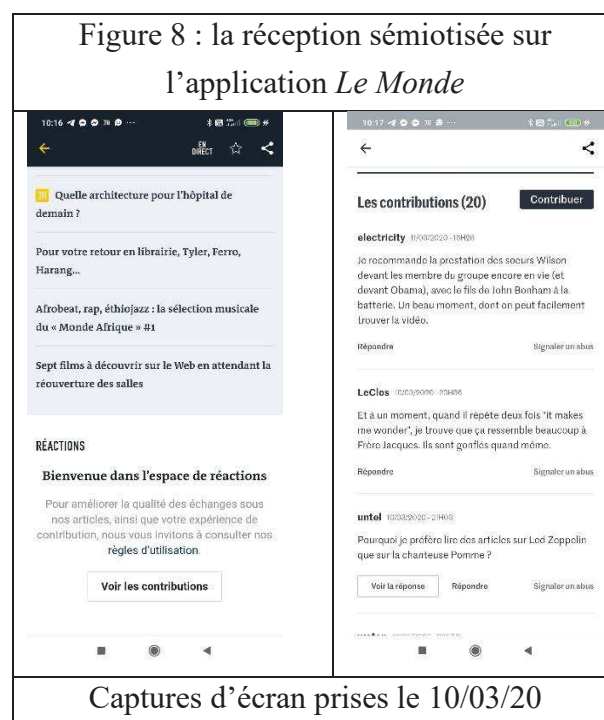 Figure 8 : la réception sémiotisée sur
l’application Le Monde
10:16
EN
DIRECT
Quelle architecture pour l'hôpital de
demain ?
Pour votre retour en librairie, Tyler, Ferro,
Harang...
Afrobeat, rap, éthiojazz : la sélection musicale
du « Monde Afrique » #1
Sept films à découvrir sur le Web en attendant la
réouverture des salles
RÉACTIONS
Bienvenue dans l'espace de réactions
Pour améliorer la qualité des échanges sous
nos articles, ainsi que votre expérience de
contribution, nous vous invitons à consulter nos
règles d'utilisation.
Voir les contributions
10:17
Les contributions (20)
Contribuer
electricity
Je recommande la prestation des soeurs Wilson
devant les membre du groupe encore en vie (et
devant Obama), avec le fils de John Bonham à la
batterie. Un beau moment, dont on peut facilement
trouver la vidéo.
Répondre Signaler un abus
LeClos
Et à un moment, quand il répète deux fois "it makes
me wonder", je trouve que ça ressemble beaucoup à
Frère Jacques. Ils sont gonflés quand même.
Répondre Signaler un abus
untel
Pourquoi je préfère lire des articles sur Led Zeppelin
que sur la chanteuse Pomme ?
Voir la réponse Répondre Signaler un abus
Captures d’écran prises le 10/03/20